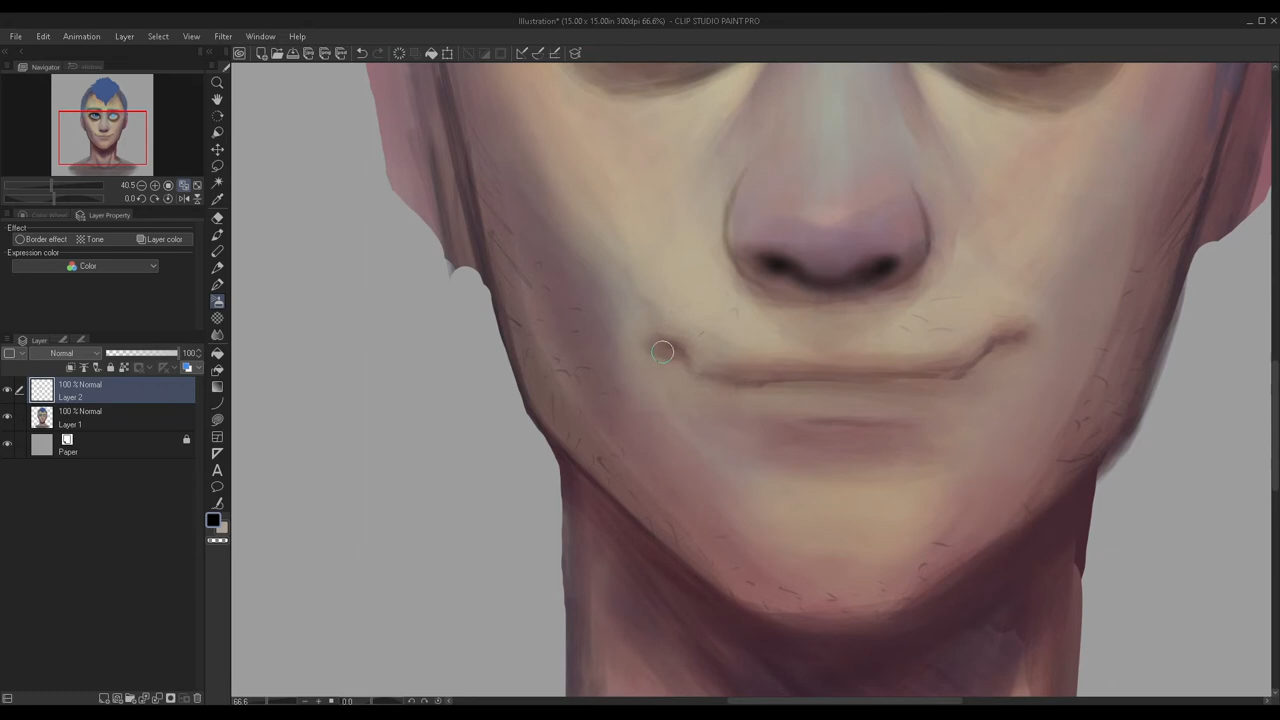 Illustration* (15.00 x 15.00in 300dpi 66.6%) - CLIP STUDIO PAINT PRO
File Edit Animation Layer Select View Filter Window Help
Navigator
40.5
0.0
Color Wheel Layer Property
Effect
Border effect Tone Layer color
Expression color
Color
Layer
Normal 100
100 % Normal
Layer 2
100 % Normal
Layer 1
Paper
66.6 0.0